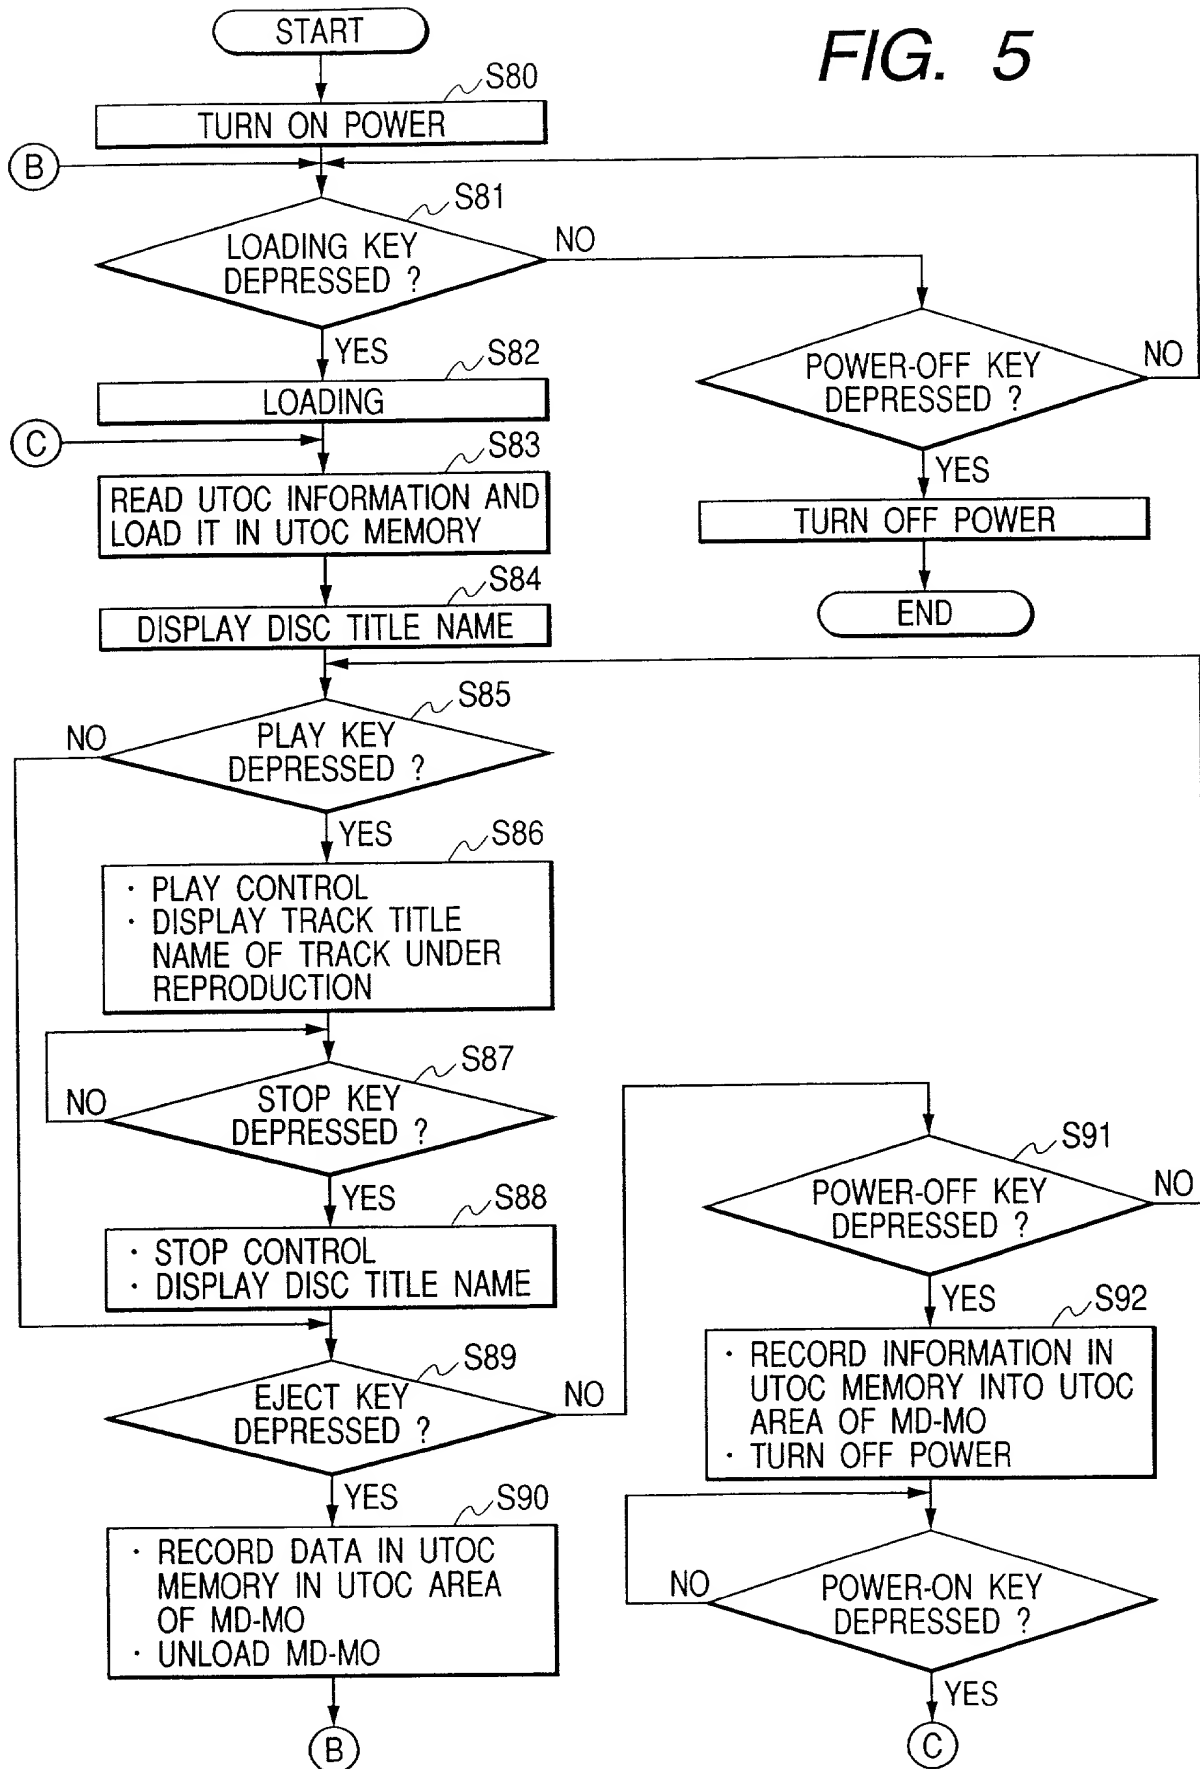 START
FIG. 5
S80
TURN ON POWER
B
S81
LOADING KEY
DEPRESSED ?
NO
YES
POWER-OFF KEY
DEPRESSED ?
NO
S82
LOADING
C
YES
S83
READ UTOC INFORMATION AND
LOAD IT IN UTOC MEMORY
TURN OFF POWER
S84
DISPLAY DISC TITLE NAME
END
S85
PLAY KEY
DEPRESSED ?
NO
YES
S86
· PLAY CONTROL
· DISPLAY TRACK TITLE
NAME OF TRACK UNDER
REPRODUCTION
S87
STOP KEY
DEPRESSED ?
NO
YES
S88
· STOP CONTROL
· DISPLAY DISC TITLE NAME
S89
EJECT KEY
DEPRESSED ?
NO
YES
S90
· RECORD DATA IN UTOC
MEMORY IN UTOC AREA
OF MD-MO
· UNLOAD MD-MO
B
S91
POWER-OFF KEY
DEPRESSED ?
NO
YES
S92
· RECORD INFORMATION IN
UTOC MEMORY INTO UTOC
AREA OF MD-MO
· TURN OFF POWER
POWER-ON KEY
DEPRESSED ?
NO
YES
C